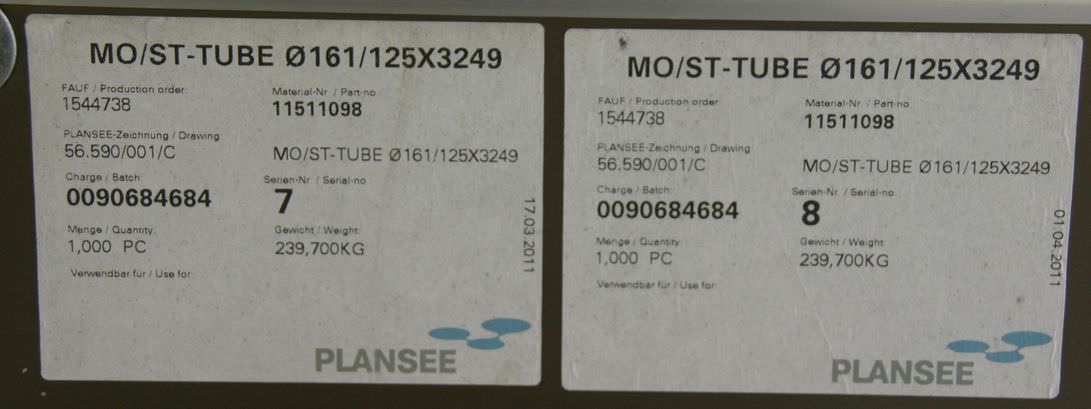 MO/ST-TUBE Ø161/125X3249
FAUF / Production order:
1544738
Material-Nr / Part-no.:
11511098
PLANSEE-Zeichnung / Drawing
56.590/001/C
MO/ST-TUBE Ø161/125X3249
Charge / Batch:
0090684684
Serien-Nr. / Serial-no
7
Menge / Quantity:
1,000 PC
Gewicht / Weight:
239,700KG
Verwendbar für / Use for:
17.03.2011
PLANSEE
MO/ST-TUBE Ø161/125X3249
FAUF / Production order:
1544738
Material-Nr / Part-no
11511098
PLANSEE-Zeichnung / Drawing
56.590/001/C
MO/ST-TUBE Ø161/125X3249
Charge / Batch:
0090684684
Serien-Nr. / Serial-no
8
Menge / Quantity:
1,000 PC
Gewicht / Weight
239,700KG
Verwendbar für / Use for:
01.04.2011
PLANSEE